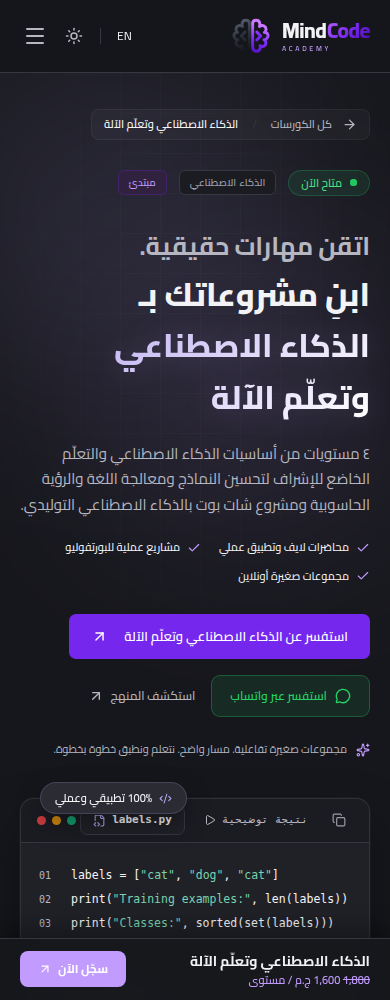 MindCode
ACADEMY
EN
كل الكورسات / الذكاء الاصطناعي وتعلّم الآلة
متاح الآن
الذكاء الاصطناعي
مبتدئ
اتقن مهارات حقيقية.
ابنِ مشروعاتك بـ
الذكاء الاصطناعي
وتعلّم الآلة
٤ مستويات من أساسيات الذكاء الاصطناعي والتعلّم
الخاضع للإشراف لتحسين النماذج ومعالجة اللغة والرؤية
الحاسوبية ومشروع شات بوت بالذكاء الاصطناعي التوليدي.
محاضرات لايف وتطبيق عملي
مشاريع عملية للبورتفوليو
مجموعات صغيرة أونلاين
استفسر عن الذكاء الاصطناعي وتعلّم الآلة
استفسر عبر واتساب
استكشف المنهج
مجموعات صغيرة تفاعلية. مسار واضح. نتعلم ونطبق خطوة بخطوة.
100% تطبيقي وعملي
labels.py
نتيجة توضيحية
01 labels = ["cat", "dog", "cat"]
02 print("Training examples:", len(labels))
03 print("Classes:", sorted(set(labels)))
الذكاء الاصطناعي وتعلّم الآلة
1,800 1,600 ج.م / مستوى
سجّل الآن